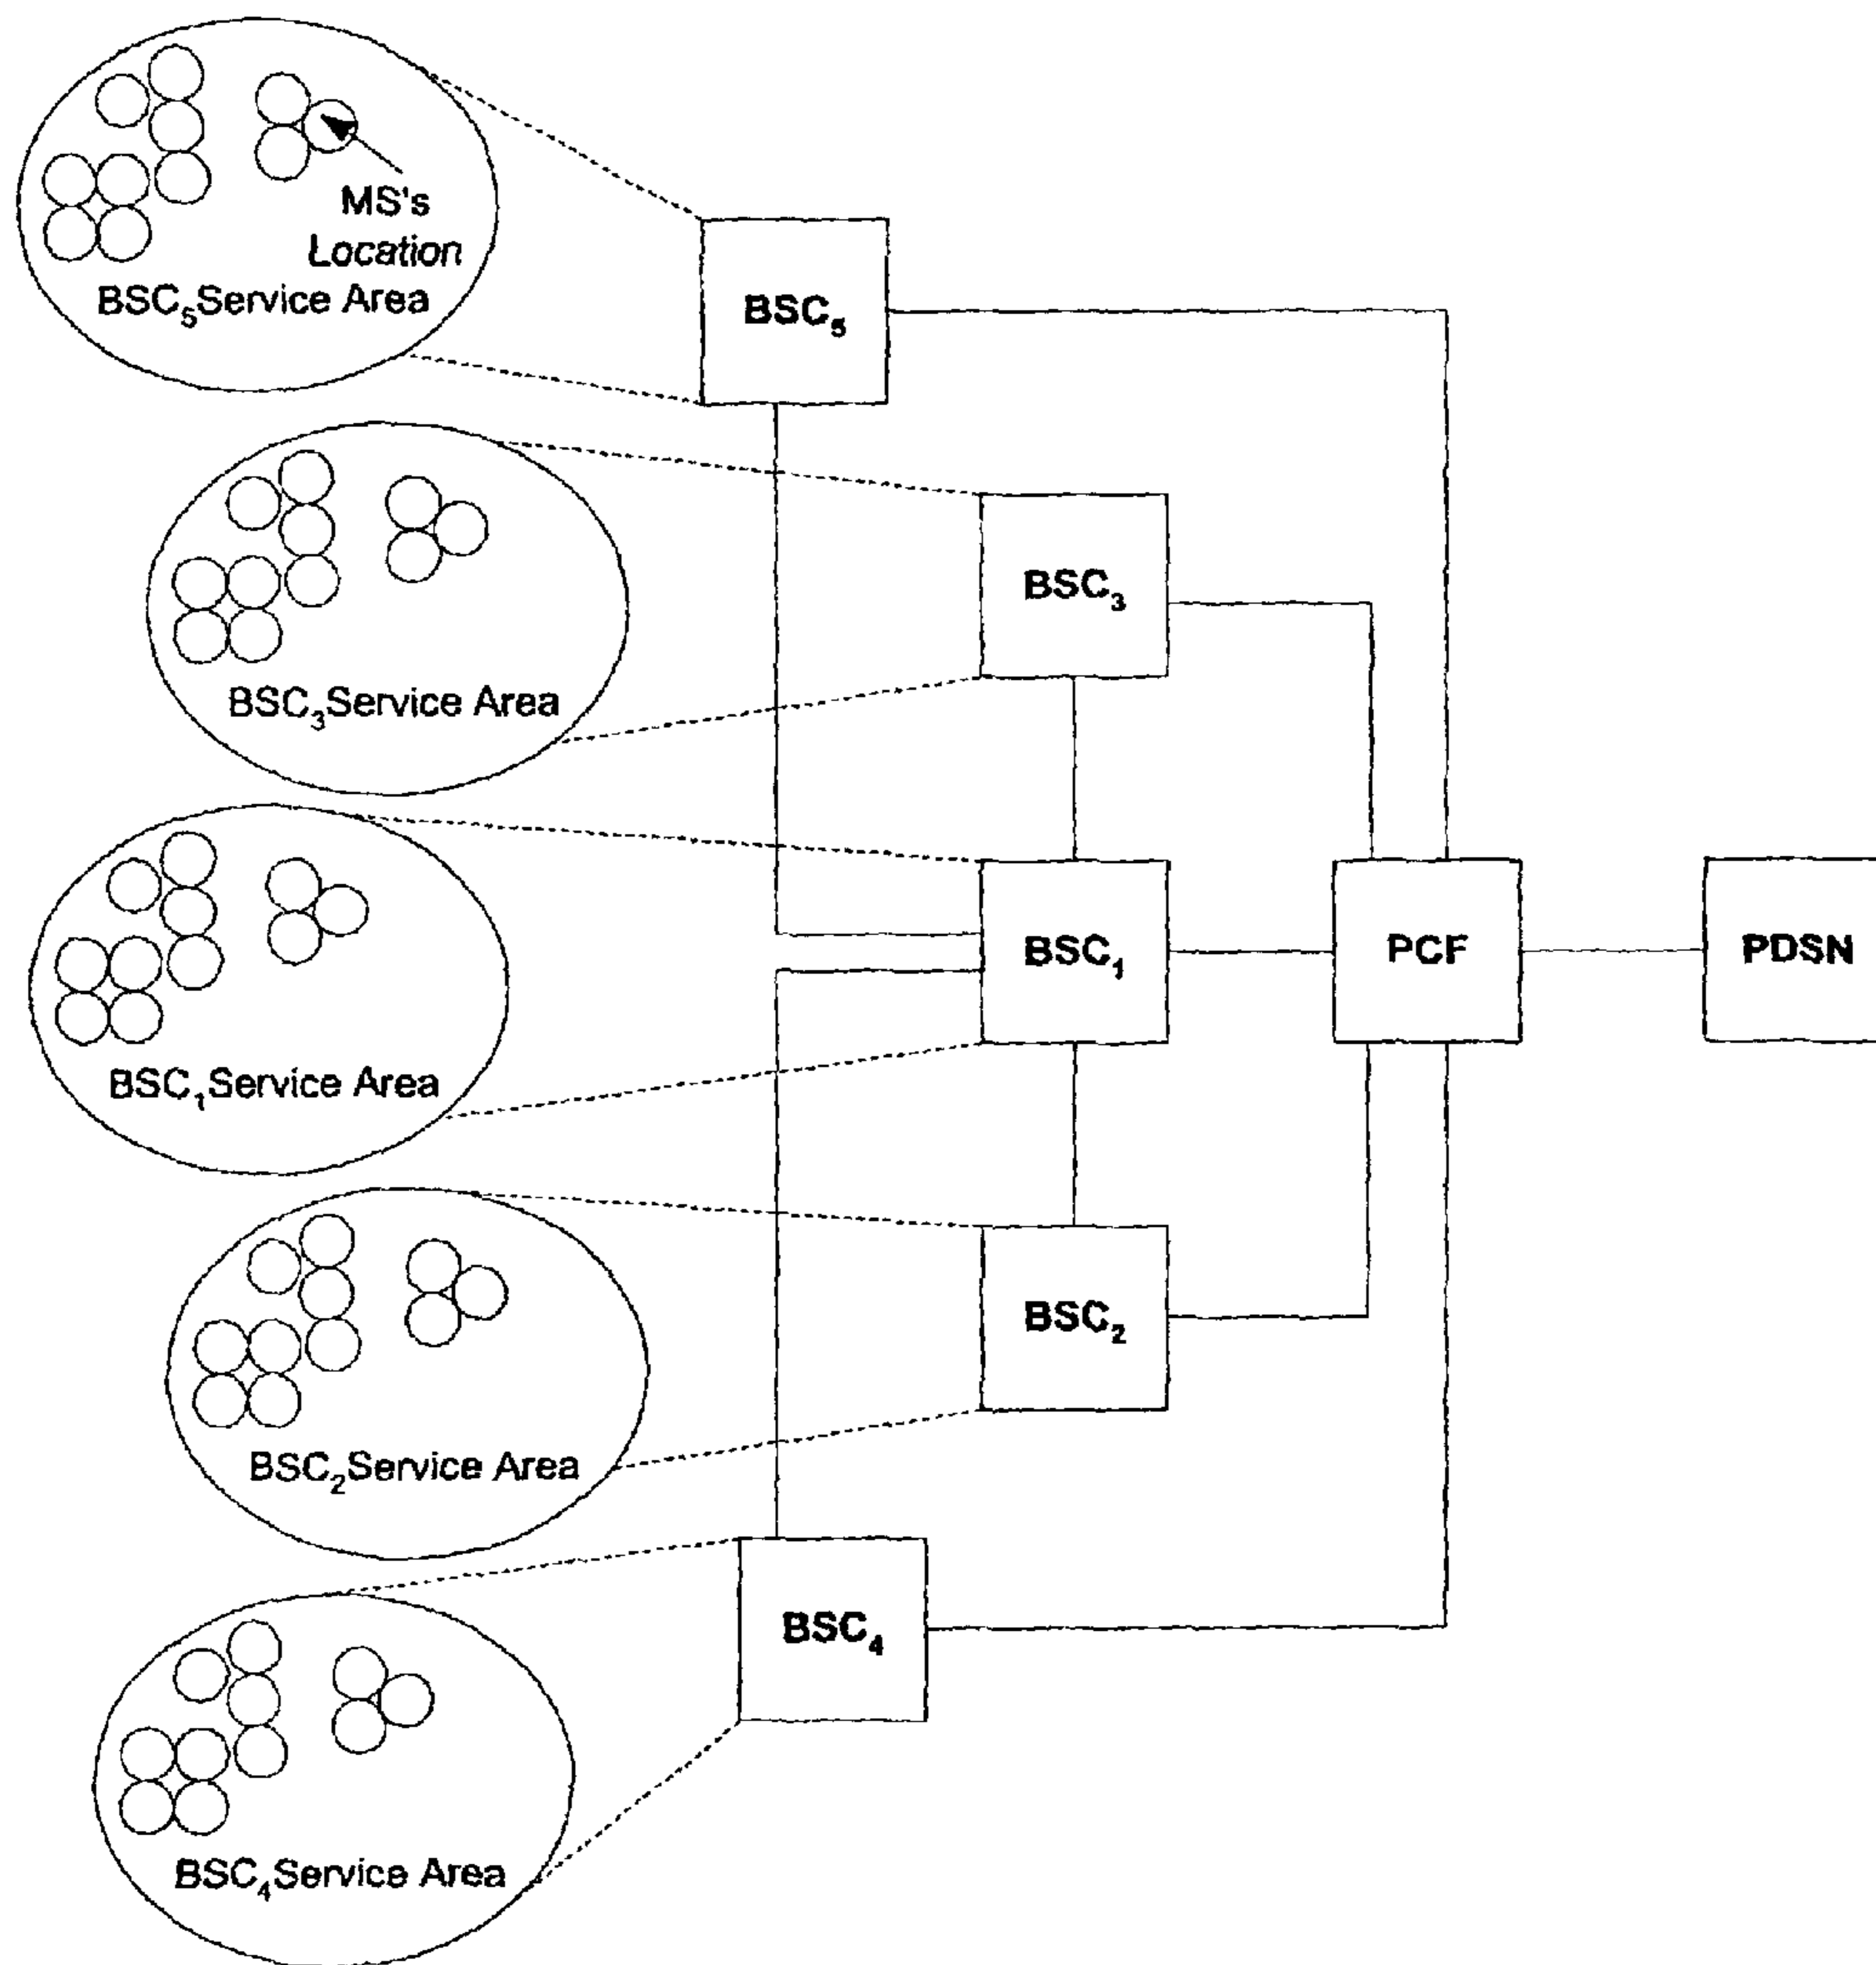 MS's
Location
BSC₅Service Area
BSC₅
BSC₃
BSC₃Service Area
BSC₁
PCF
PDSN
BSC₁Service Area
BSC₂
BSC₂Service Area
BSC₄
BSC₄Service Area